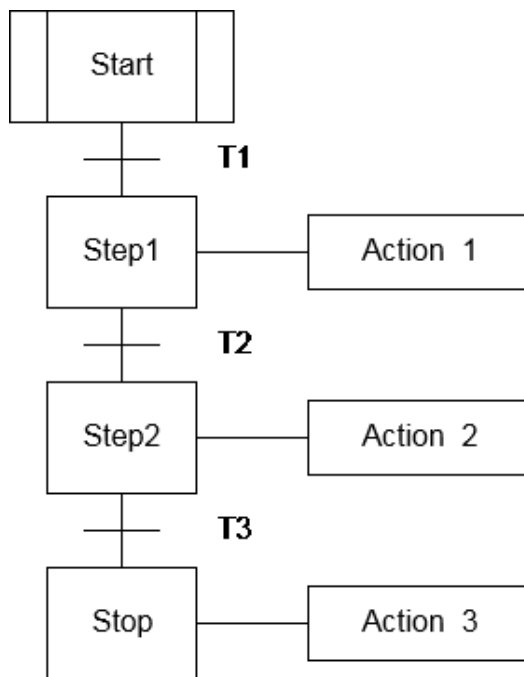 Start
T1
Step1
Action 1
T2
Step2
Action 2
T3
Stop
Action 3